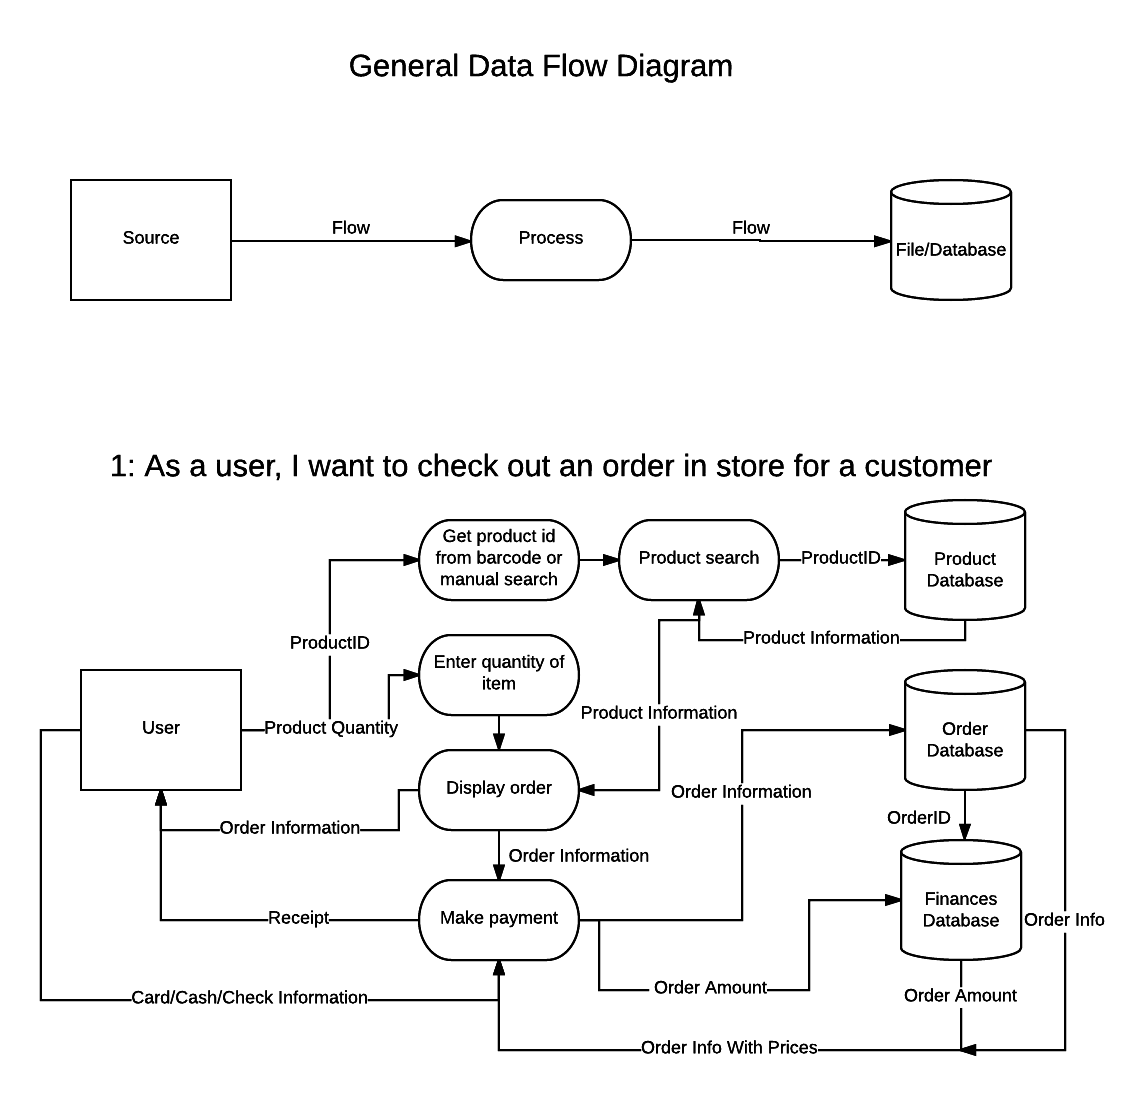 General Data Flow Diagram
Source
Flow
Process
Flow
File/Database
1: As a user, I want to check out an order in store for a customer
Get product id
from barcode or
manual search
Product search
ProductID
Product
Database
Product Information
ProductID
Enter quantity of
item
User
Product Quantity
Product Information
Order
Database
Display order
Order Information
OrderID
Order Information
Order Information
Finances
Database
Make payment
Receipt
Order Info
Order Amount
Order Amount
Card/Cash/Check Information
Order Info With Prices